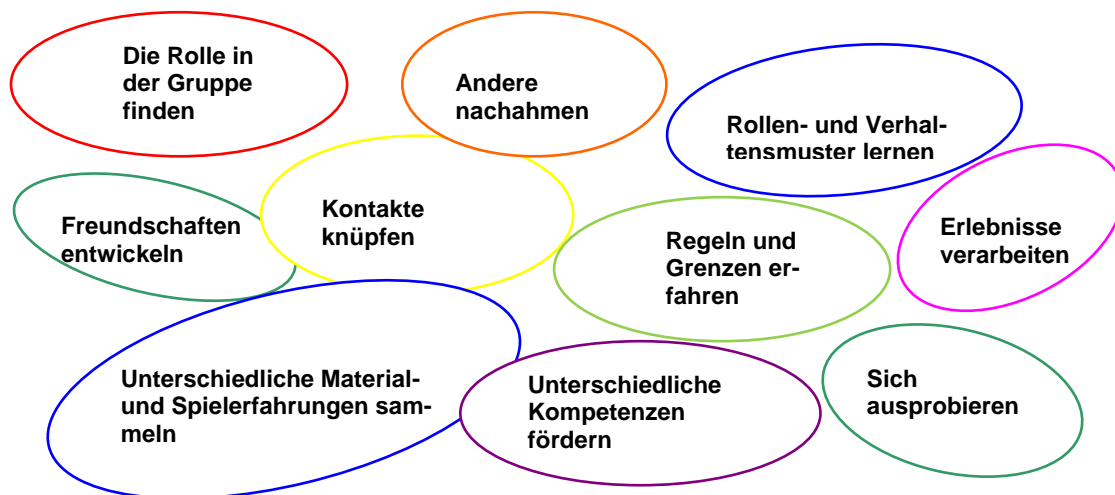 Die Rolle in
der Gruppe
finden
Andere
nachahmen
Rollen- und Verhal-
tensmuster lernen
Freundschaften
entwickeln
Kontakte
knüpfen
Regeln und
Grenzen er-
fahren
Erlebnisse
verarbeiten
Unterschiedliche Material-
und Spielerfahrungen sam-
meln
Unterschiedliche
Kompetenzen
fördern
Sich
ausprobieren